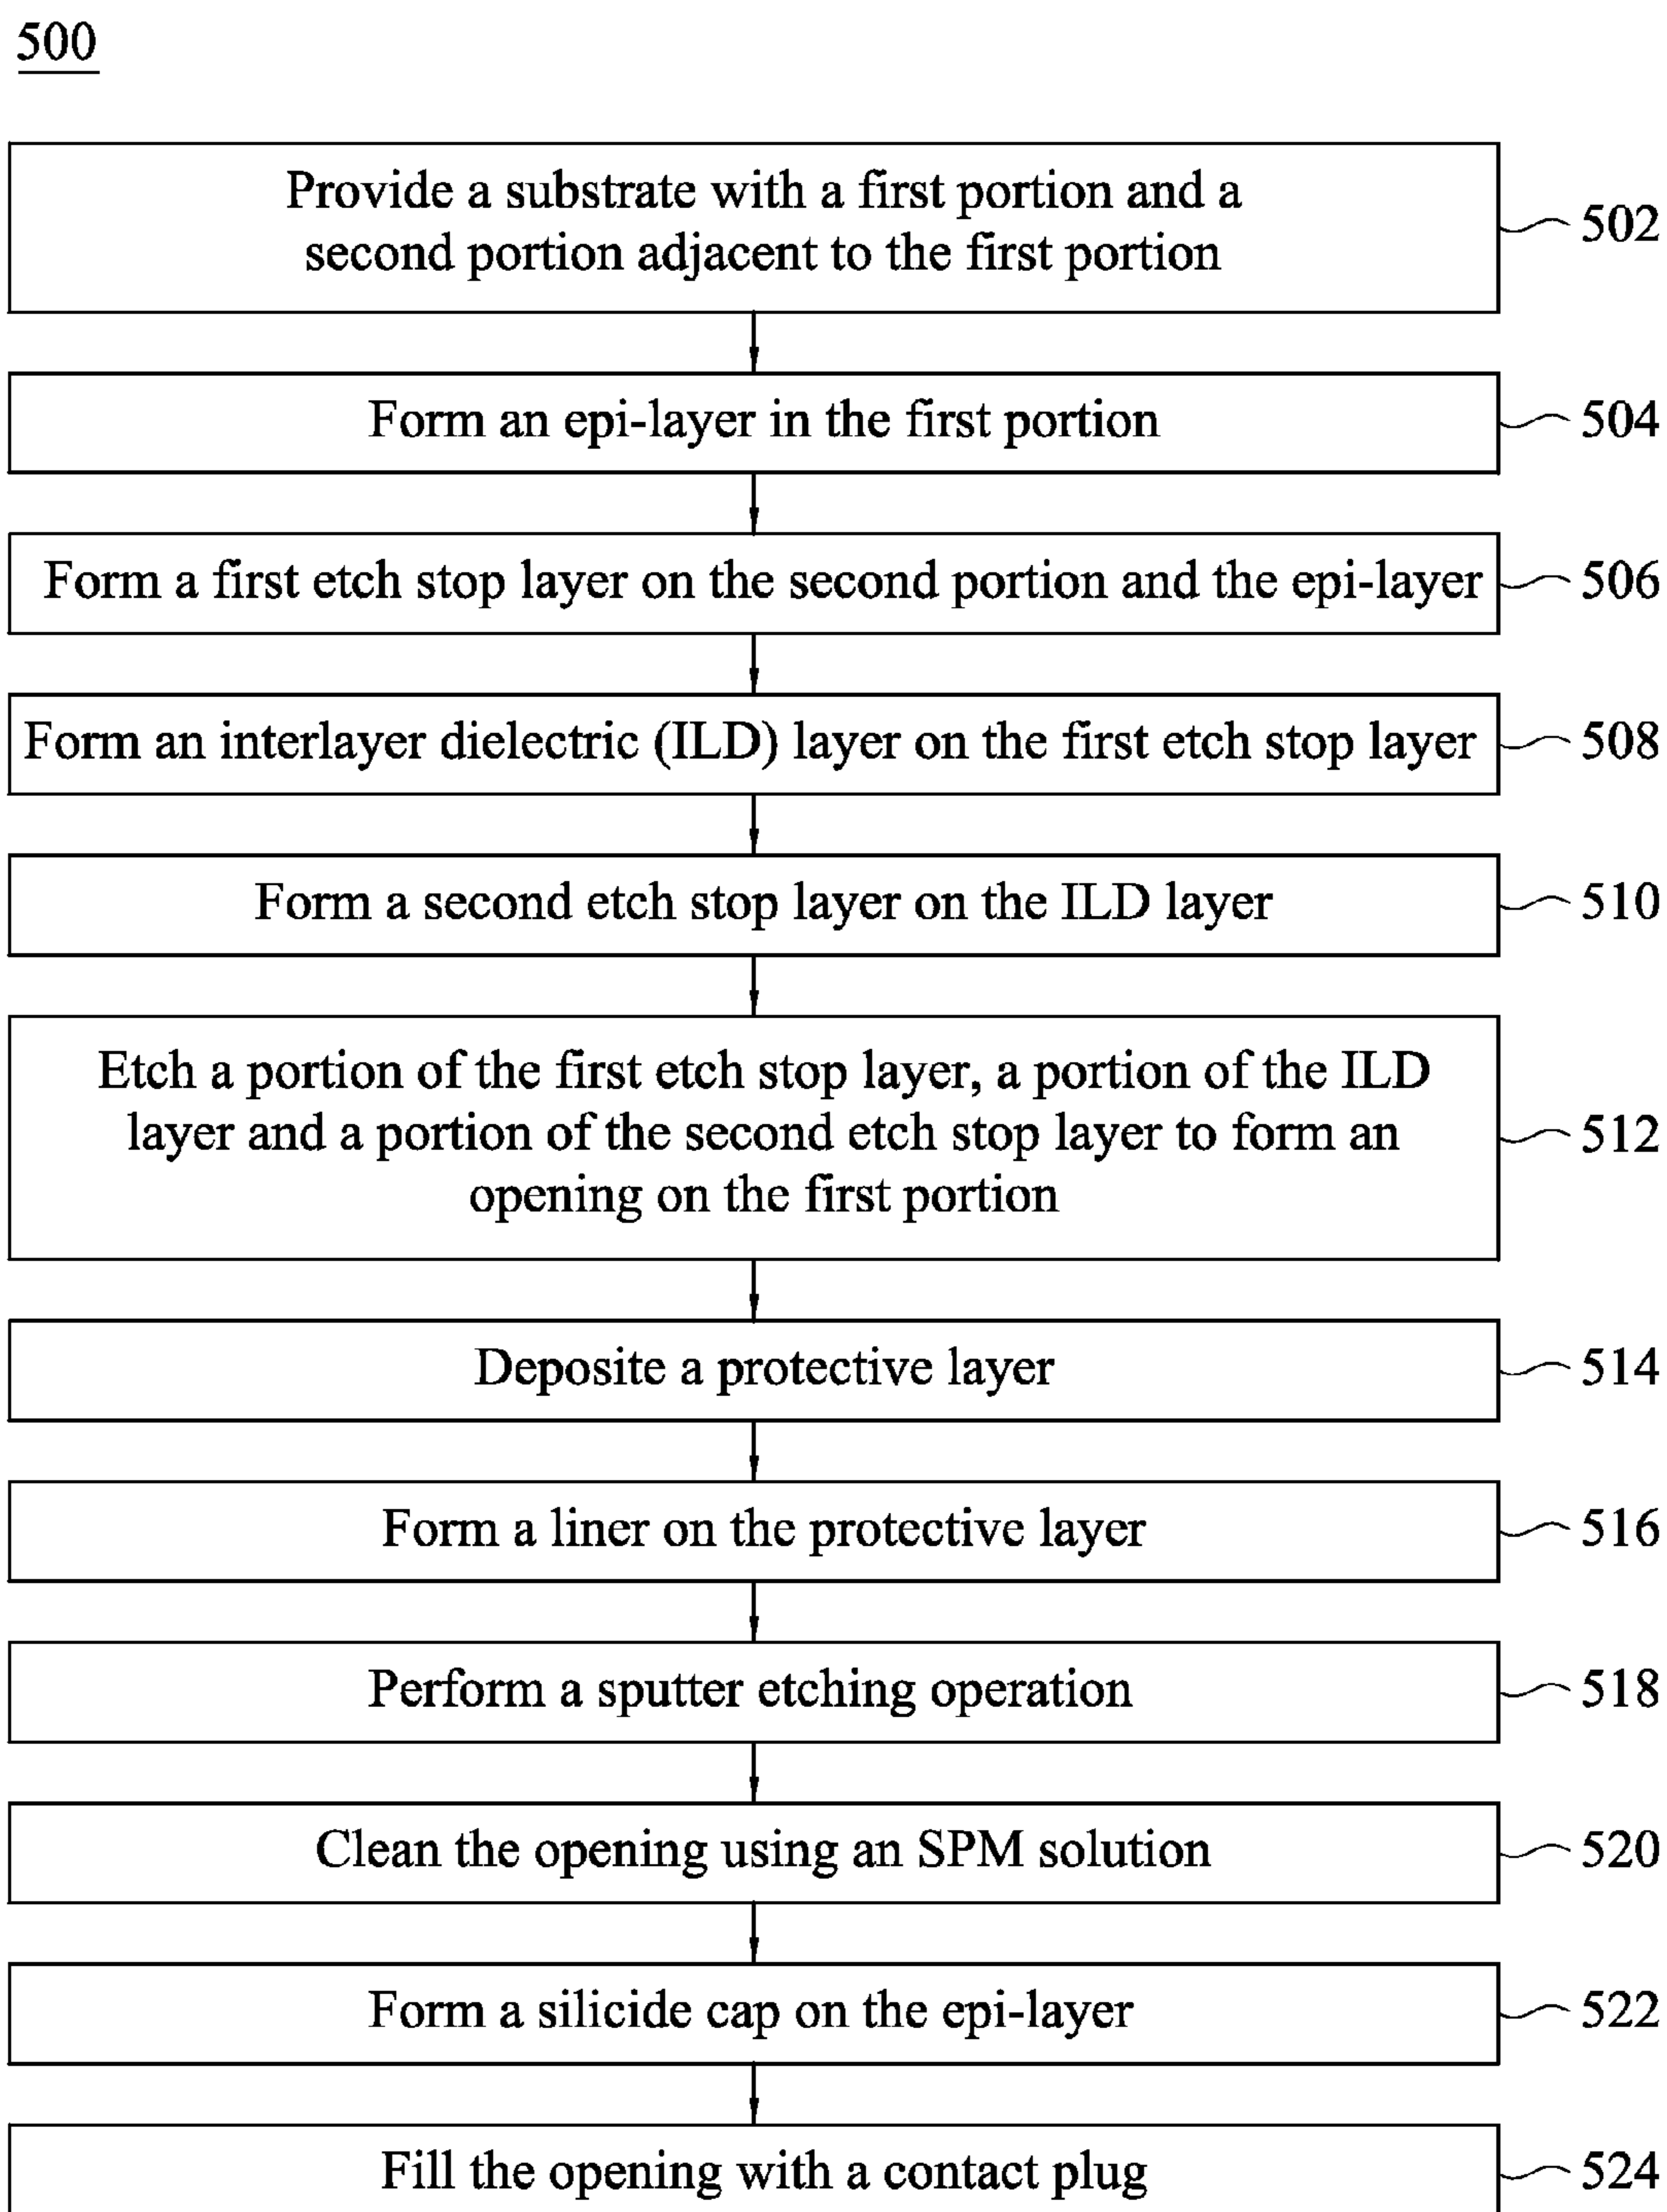 500
Provide a substrate with a first portion and a
second portion adjacent to the first portion
502
Form an epi-layer in the first portion
504
Form a first etch stop layer on the second portion and the epi-layer
506
Form an interlayer dielectric (ILD) layer on the first etch stop layer
508
Form a second etch stop layer on the ILD layer
510
Etch a portion of the first etch stop layer, a portion of the ILD
layer and a portion of the second etch stop layer to form an
opening on the first portion
512
Deposite a protective layer
514
Form a liner on the protective layer
516
Perform a sputter etching operation
518
Clean the opening using an SPM solution
520
Form a silicide cap on the epi-layer
522
Fill the opening with a contact plug
524